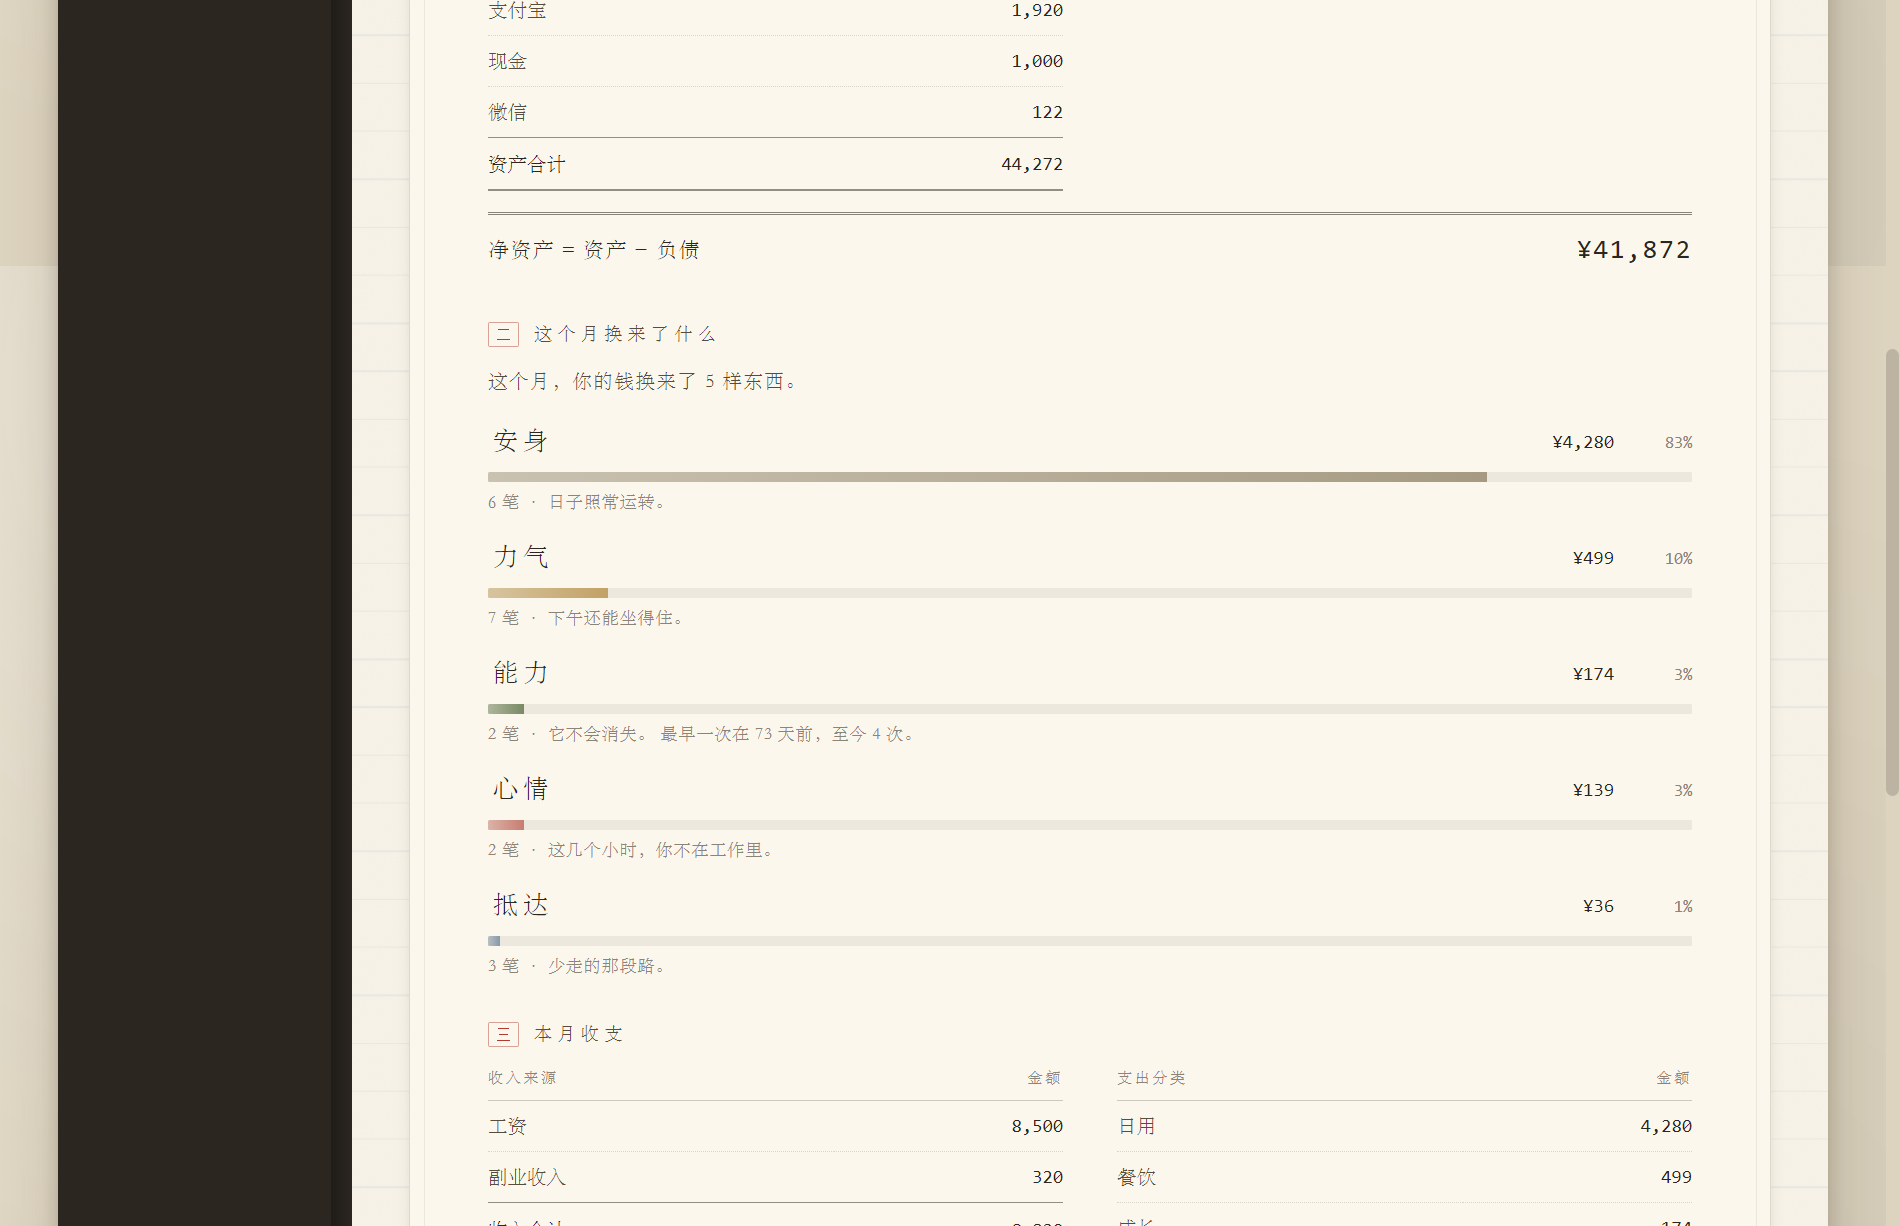 支付宝 1,920
现金 1,000
微信 122
资产合计 44,272
净资产 = 资产 − 负债 ¥41,872
二 这个月换来了什么
这个月，你的钱换来了 5 样东西。
安身 ¥4,280 83%
6 笔 · 日子照常运转。
力气 ¥499 10%
7 笔 · 下午还能坐得住。
能力 ¥174 3%
2 笔 · 它不会消失。 最早一次在 73 天前，至今 4 次。
心情 ¥139 3%
2 笔 · 这几个小时，你不在工作里。
抵达 ¥36 1%
3 笔 · 少走的那段路。
三 本月收支
收入来源 金额 支出分类 金额
工资 8,500 日用 4,280
副业收入 320 餐饮 499